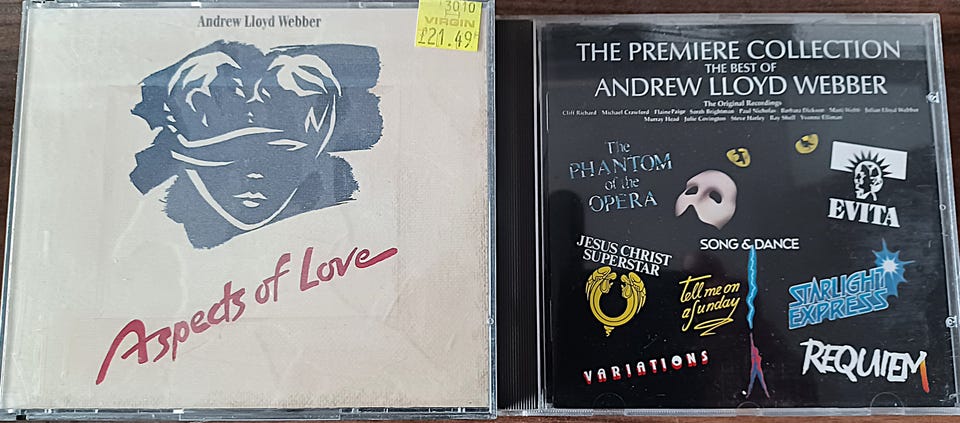 Andrew Lloyd Webber
3010
VIRGIN
£21.49
Aspects of Love
THE PREMIERE COLLECTION
THE BEST OF
ANDREW LLOYD WEBBER
The Original Recordings
Cliff Richard Michael Crawford Elaine Paige Sarah Brightman Paul Nicholas Barbara Dickson Marti Webb Julian Lloyd Webber
Murray Head Julie Covington Steve Harley Ray Shell Yvonne Elliman
The
PHANTOM
of the
OPERA
EVITA
SONG & DANCE
JESUS CHRIST
SUPERSTAR
tell me on
a sunday
STARLIGHT
EXPRESS
VARIATIONS
REQUIEM